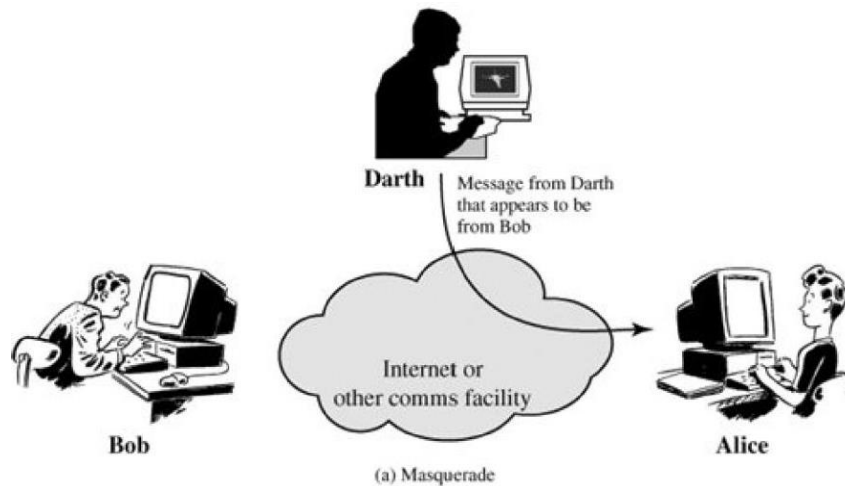 Darth
Message from Darth
that appears to be
from Bob
Internet or
other comms facility
Bob
Alice
(a) Masquerade